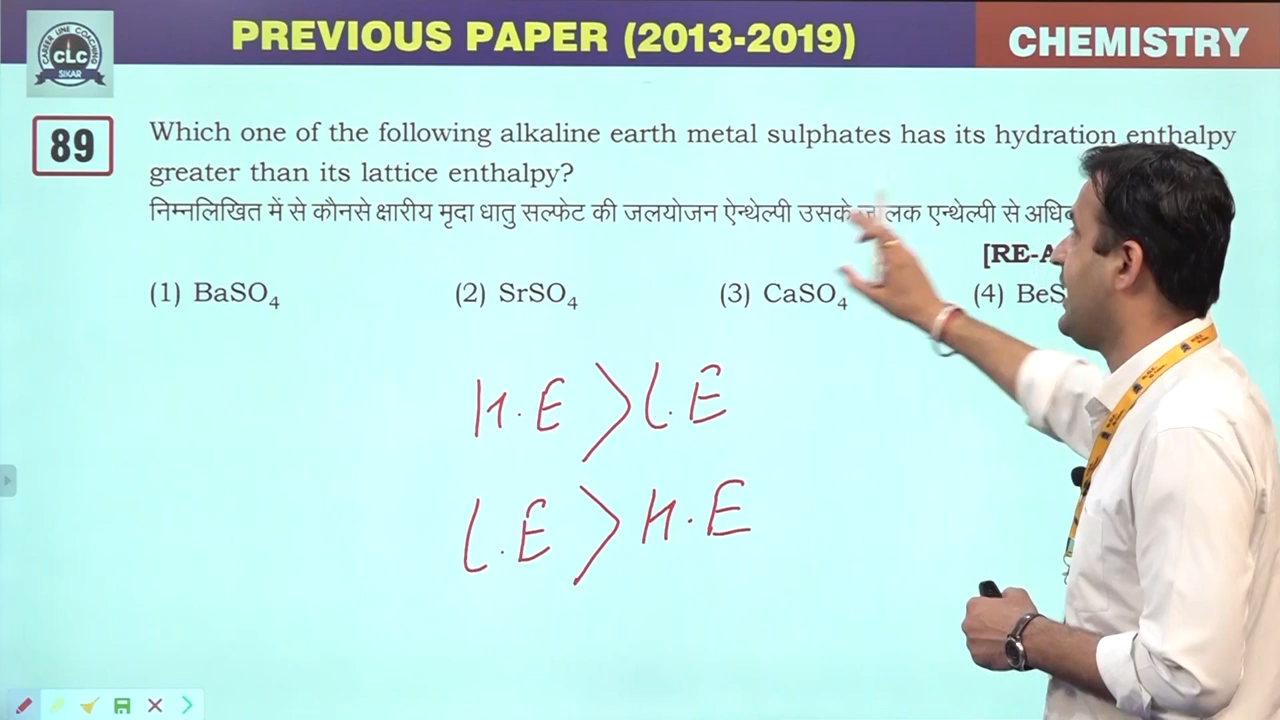 CAREER LINE COACHING
CLC
SIKAR
PREVIOUS PAPER (2013-2019)
CHEMISTRY
89
Which one of the following alkaline earth metal sulphates has its hydration enthalpy
greater than its lattice enthalpy?
निम्नलिखित में से कौनसे क्षारीय मृदा धातु सल्फेट की जलयोजन ऐन्थेल्पी उसके एन्थेल्पी से
[RE-A
(1) BaSO₄ (2) SrSO₄ (3) CaSO₄ (4) BeS
H.E > L.E
L.E > H.E